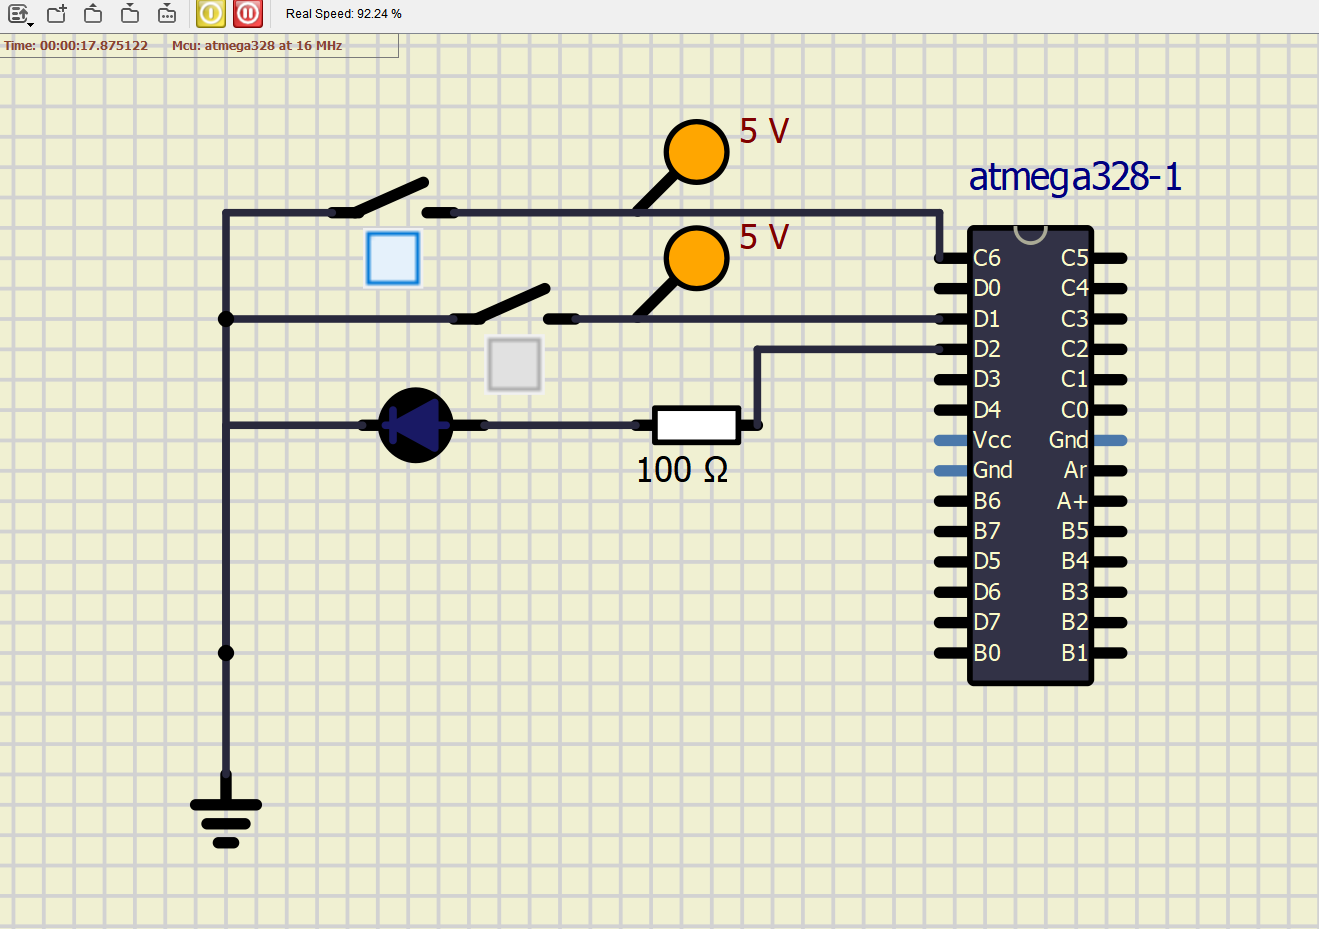 Real Speed: 92.24 %
Time: 00:00:17.875122 Mcu: atmega328 at 16 MHz
5 V
atmega328-1
5 V
C6 C5
D0 C4
D1 C3
D2 C2
D3 C1
D4 C0
Vcc Gnd
Gnd Ar
B6 A+
B7 B5
D5 B4
D6 B3
D7 B2
B0 B1
100 Ω